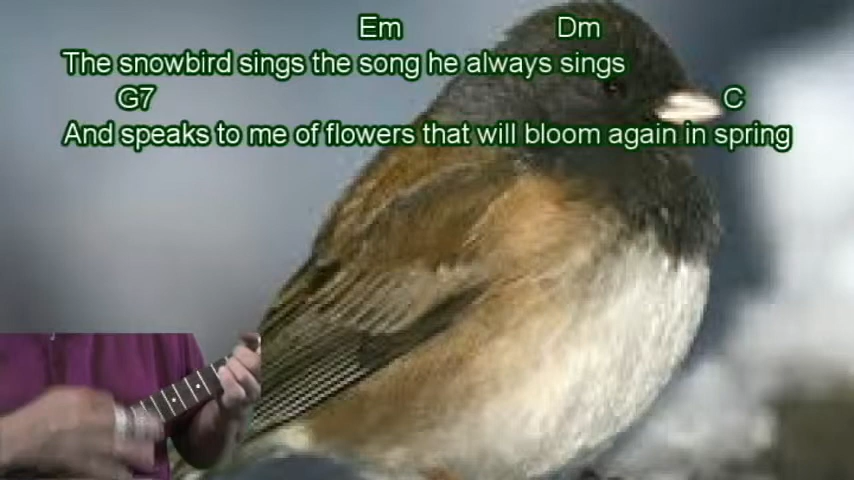 Em Dm
The snowbird sings the song he always sings
G7 C
And speaks to me of flowers that will bloom again in spring